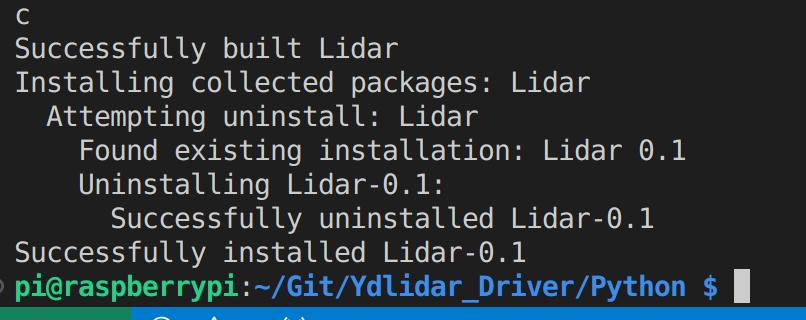 c
Successfully built Lidar
Installing collected packages: Lidar
Attempting uninstall: Lidar
Found existing installation: Lidar 0.1
Uninstalling Lidar-0.1:
Successfully uninstalled Lidar-0.1
Successfully installed Lidar-0.1
pi@raspberrypi:~/Git/Ydlidar_Driver/Python $